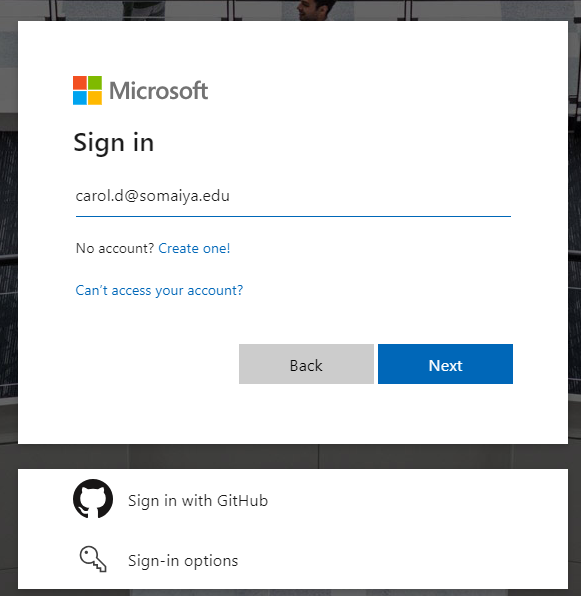 Microsoft
Sign in
carol.d@somaiya.edu
No account? Create one!
Can't access your account?
Back Next
Sign in with GitHub
Sign-in options